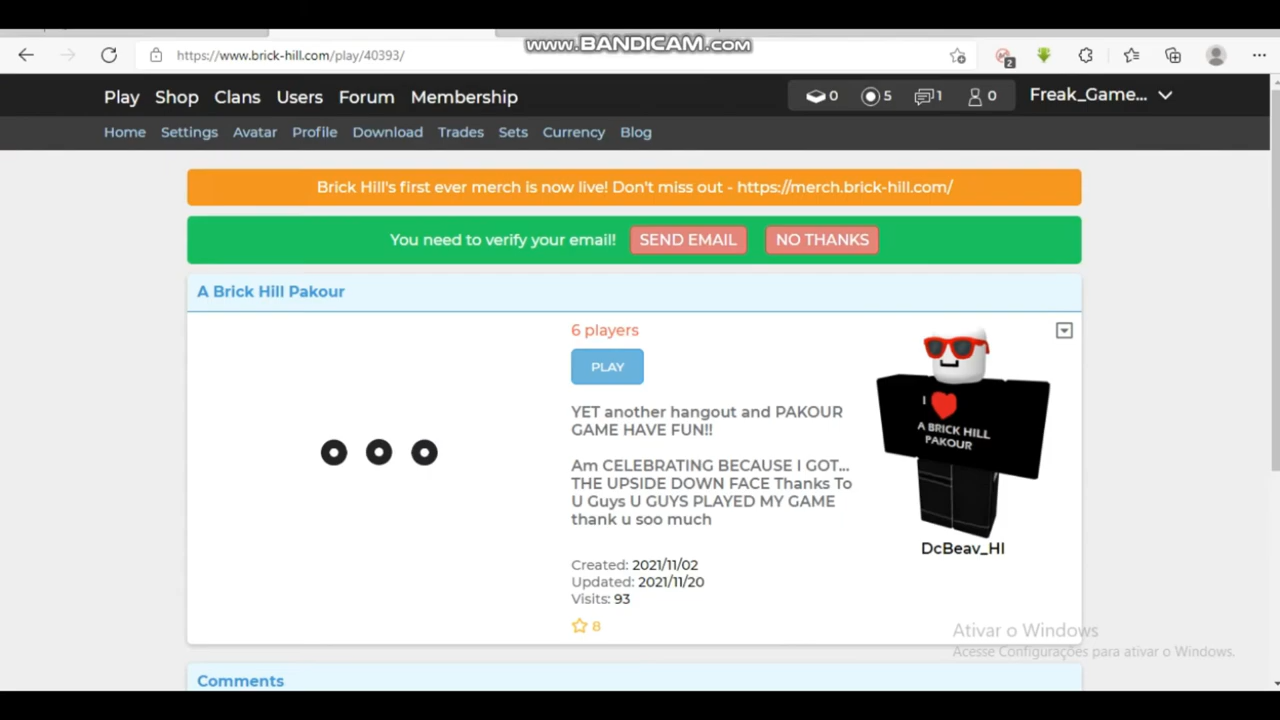 www.BANDICAM.com
https://www.brick-hill.com/play/40393/
2
Play Shop Clans Users Forum Membership
0 5 1 0
Freak_Game...
Home Settings Avatar Profile Download Trades Sets Currency Blog
Brick Hill's first ever merch is now live! Don't miss out - https://merch.brick-hill.com/
You need to verify your email! SEND EMAIL NO THANKS
A Brick Hill Pakour
6 players
PLAY
YET another hangout and PAKOUR
GAME HAVE FUN!!
Am CELEBRATING BECAUSE I GOT...
THE UPSIDE DOWN FACE Thanks To
U Guys U GUYS PLAYED MY GAME
thank u soo much
Created: 2021/11/02
Updated: 2021/11/20
Visits: 93
8
I
A BRICK HILL
PAKOUR
DcBeav_HI
Ativar o Windows
Acesse Configurações para ativar o Windows.
Comments